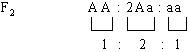 F₂ AA:2Aa:aa
1 : 2 : 1